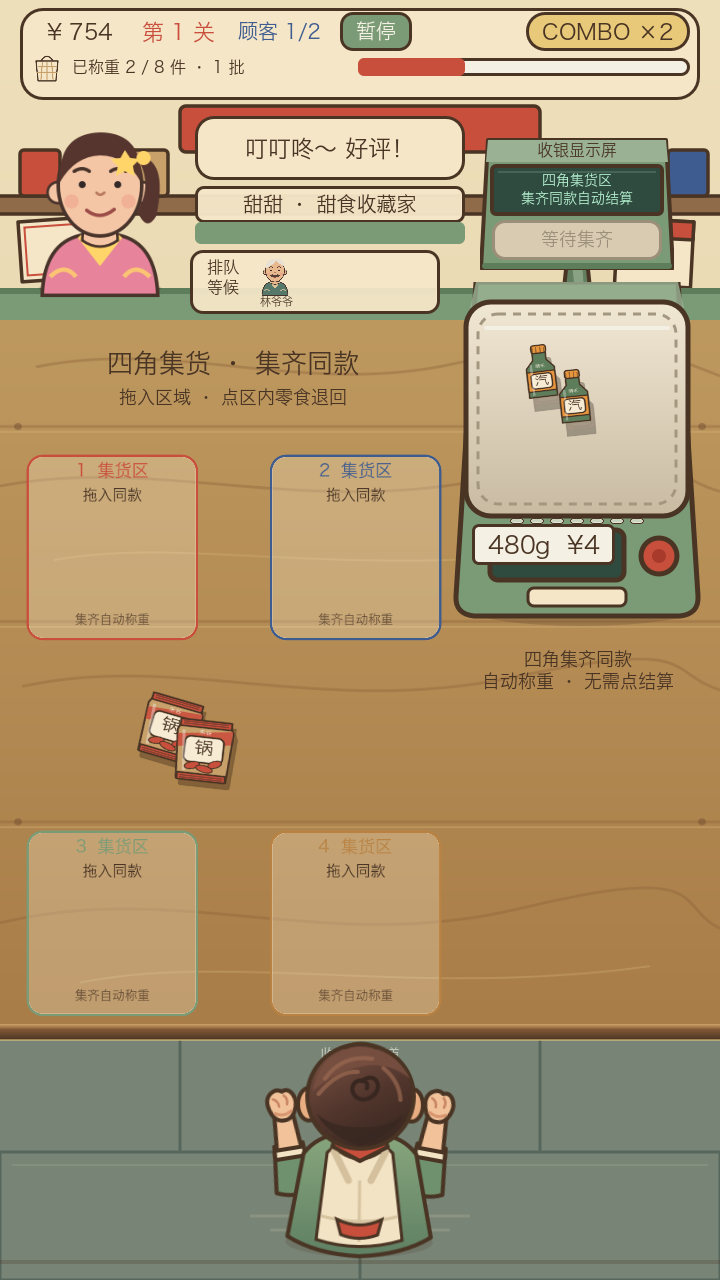 ¥ 754 第 1 关 顾客 1/2 暂停 COMBO ×2
已称重 2 / 8 件 · 1 批
叮叮咚～ 好评！
甜甜 · 甜食收藏家
排队
等候
林爷爷
收银显示屏
四角集货区
集齐同款自动结算
等待集齐
四角集货 · 集齐同款
拖入区域 · 点区内零食退回
汽
汽
1 集货区
拖入同款
集齐自动称重
2 集货区
拖入同款
集齐自动称重
480g ¥4
四角集齐同款
自动称重 · 无需点结算
锅
锅
3 集货区
拖入同款
集齐自动称重
4 集货区
拖入同款
集齐自动称重